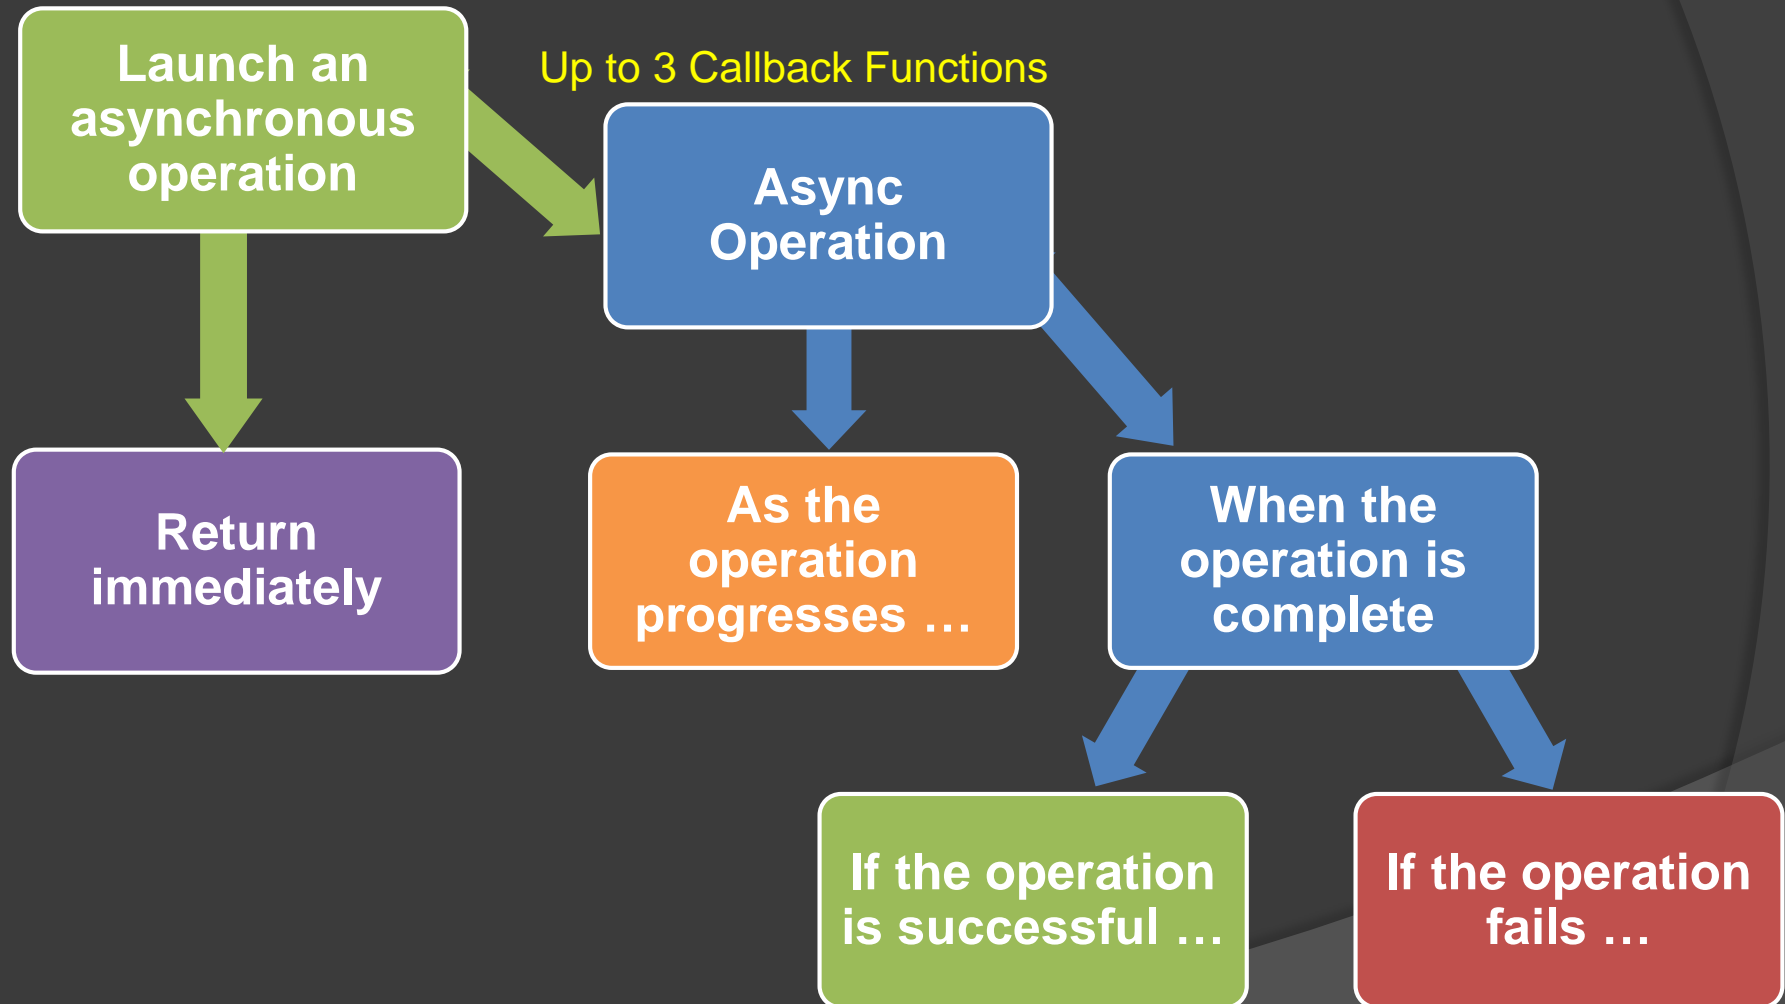 Launch an
asynchronous
operation
Up to 3 Callback Functions
Async
Operation
Return
immediately
As the
operation
progresses …
When the
operation is
complete
If the operation
is successful …
If the operation
fails …